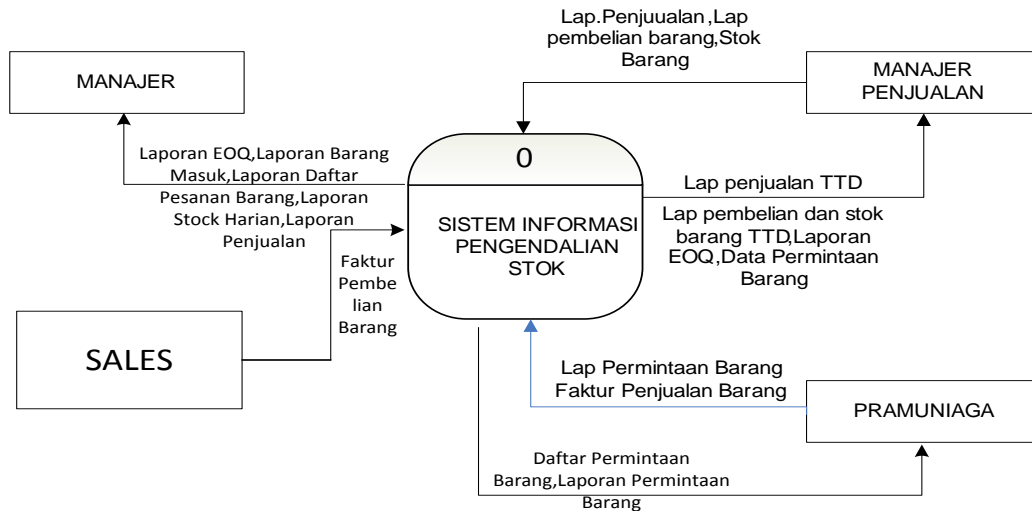 Lap.Penjuualan ,Lap
pembelian barang,Stok
Barang
MANAJER
MANAJER
PENJUALAN
0
Laporan EOQ,Laporan Barang
Masuk,Laporan Daftar
Pesanan Barang,Laporan
Stock Harian,Laporan
Penjualan
SISTEM INFORMASI
PENGENDALIAN
STOK
Lap penjualan TTD
Lap pembelian dan stok
barang TTD,Laporan
EOQ,Data Permintaan
Barang
Faktur
Pembe
lian
Barang
SALES
Lap Permintaan Barang
Faktur Penjualan Barang
PRAMUNIAGA
Daftar Permintaan
Barang,Laporan Permintaan
Barang